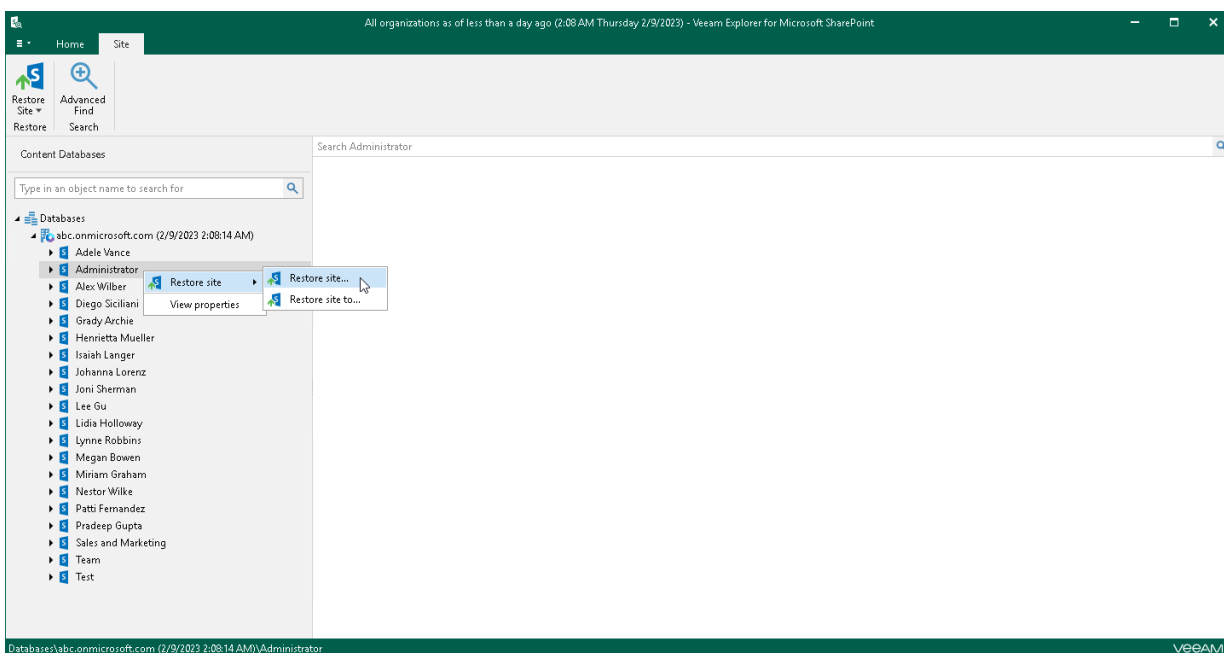 All organizations as of less than a day ago (2:08 AM Thursday 2/9/2023) - Veeam Explorer for Microsoft SharePoint
Home Site
Restore Advanced
Site Find
Restore Search
Content Databases
Search Administrator
Type in an object name to search for
Databases
abc.onmicrosoft.com (2/9/2023 2:08:14 AM)
Adele Vance
Administrator
Restore site
Restore site...
Alex Wilber
Diego Siciliani
View properties
Restore site to...
Grady Archie
Henrietta Mueller
Isaiah Langer
Johanna Lorenz
Joni Sherman
Lee Gu
Lidia Holloway
Lynne Robbins
Megan Bowen
Miriam Graham
Nestor Wilke
Patti Fernandez
Pradeep Gupta
Sales and Marketing
Team
Test
Databases\abc.onmicrosoft.com (2/9/2023 2:08:14 AM)\Administrator
veeAM